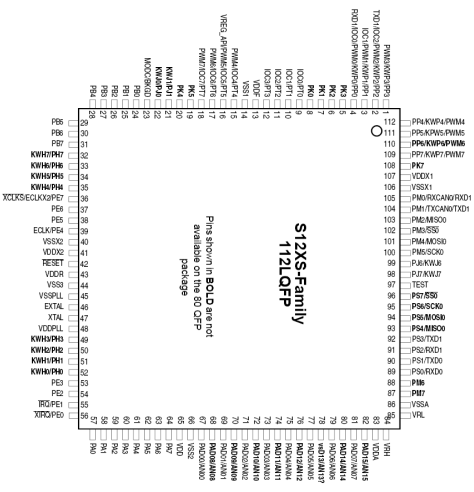 PWM3/KWP3/PP3
TXD1/IOC2/PWM2/KWP2/PP2
IOC1/PWM1/KWP1/PP1
RXD1/IOC0/PWM0/KWP0/PP0
PK3
PK2
PK1
PK0
IOC0/PT0
IOC1/PT1
IOC2/PT2
IOC3/PT3
VDDF
VSS1
PWM4/IOC4/PT4
VREG_API/PWM5/IOC5/PT5
PWM6/IOC6/PT6
PWM7/IOC7/PT7
PK5
PK4
KWJ1/PJ1
KWJ0/PJ0
MODC/BKGD
PB0
PB1
PB2
PB3
PB4
1
2
3
4
5
6
7
8
9
10
11
12
13
14
15
16
17
18
19
20
21
22
23
24
25
26
27
28
PB5 29
PB6 30
PB7 31
KWH7/PH7 32
KWH6/PH6 33
KWH5/PH5 34
KWH4/PH4 35
XCLKS/ECLKX2/PE7 36
PE6 37
PE5 38
ECLK/PE4 39
VSSX2 40
VDDX2 41
RESET 42
VDDR 43
VSS3 44
VSSPLL 45
EXTAL 46
XTAL 47
VDDPLL 48
KWH3/PH3 49
KWH2/PH2 50
KWH1/PH1 51
KWH0/PH0 52
PE3 53
PE2 54
IRQ/PE1 55
XIRQ/PE0 56
S12XS-Family
112LQFP
Pins shown in BOLD are not
available on the 80 QFP
package
112 PP4/KWP4/PWM4
111 PP5/KWP5/PWM5
110 PP6/KWP6/PWM6
109 PP7/KWP7/PWM7
108 PK7
107 VDDX1
106 VSSX1
105 PM0/RXCAN0/RXD1
104 PM1/TXCAN0/TXD1
103 PM2/MISO0
102 PM3/SS0
101 PM4/MOSI0
100 PM5/SCK0
99 PJ6/KWJ6
98 PJ7/KWJ7
97 TEST
96 PS7/SS0
95 PS6/SCK0
94 PS5/MOSI0
93 PS4/MISO0
92 PS3/TXD1
91 PS2/RXD1
90 PS1/TXD0
89 PS0/RXD0
88 PM6
87 PM7
86 VSSA
85 VRL
57
58
59
60
61
62
63
64
65
66
67
68
69
70
71
72
73
74
75
76
77
78
79
80
81
82
83
84
PA0
PA1
PA2
PA3
PA4
PA5
PA6
PA7
VDD
VSS2
PAD00/AN00
PAD08/AN08
PAD01/AN01
PAD09/AN09
PAD02/AN02
PAD10/AN10
PAD03/AN03
PAD11/AN11
PAD04/AN04
PAD12/AN12
PAD05/AN05
PAD06/AN06
PAD14/AN14
PAD07/AN07
PAD15/AN15
VDDA
VRH